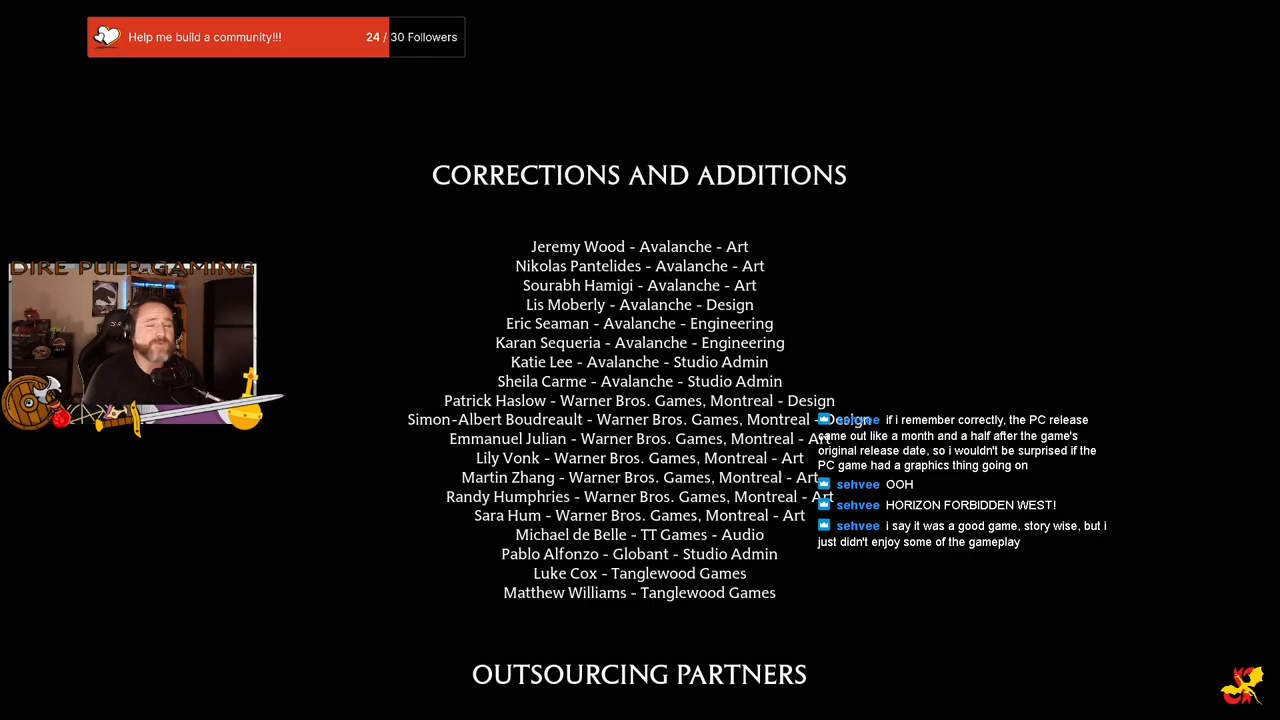 Help me build a community!!! 24 / 30 Followers
CORRECTIONS AND ADDITIONS
Jeremy Wood - Avalanche - Art
Nikolas Pantelides - Avalanche - Art
Sourabh Hamigi - Avalanche - Art
Lis Moberly - Avalanche - Design
Eric Seaman - Avalanche - Engineering
Karan Sequeria - Avalanche - Engineering
Katie Lee - Avalanche - Studio Admin
Sheila Carme - Avalanche - Studio Admin
Patrick Haslow - Warner Bros. Games, Montreal - Design
Simon-Albert Boudreault - Warner Bros. Games, Montreal - Design
Emmanuel Julian - Warner Bros. Games, Montreal - Art
Lily Vonk - Warner Bros. Games, Montreal - Art
Martin Zhang - Warner Bros. Games, Montreal - Art
Randy Humphries - Warner Bros. Games, Montreal - Art
Sara Hum - Warner Bros. Games, Montreal - Art
Michael de Belle - TT Games - Audio
Pablo Alfonzo - Globant - Studio Admin
Luke Cox - Tanglewood Games
Matthew Williams - Tanglewood Games
OUTSOURCING PARTNERS
DIRE PULP GAMING
sehvee if i remember correctly, the PC release
came out like a month and a half after the game's
original release date, so i wouldn't be surprised if the
PC game had a graphics thing going on
sehvee OOH
sehvee HORIZON FORBIDDEN WEST!
sehvee i say it was a good game, story wise, but i
just didn't enjoy some of the gameplay